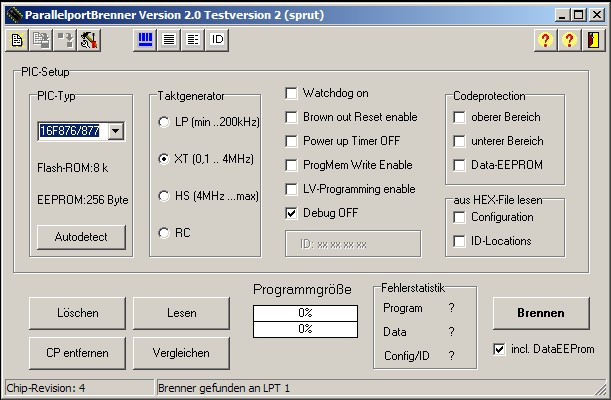 ParallelportBrenner Version 2.0 Testversion 2 (sprut)
ID
? ?
PIC-Setup
PIC-Typ
16F876/877
Flash-ROM:8 k
EEPROM:256 Byte
Autodetect
Taktgenerator
LP (min ..200kHz)
XT (0,1 .. 4MHz)
HS (4MHz ...max)
RC
Watchdog on
Brown out Reset enable
Power up Timer OFF
ProgMem Write Enable
LV-Programming enable
Debug OFF
ID: xx xx xx xx
Codeprotection
oberer Bereich
unterer Bereich
Data-EEPROM
aus HEX-File lesen
Configuration
ID-Locations
Löschen
Lesen
CP entfernen
Vergleichen
Programmgröße
0%
0%
Fehlerstatistik
Program ?
Data ?
Config/ID ?
Brennen
incl. DataEEProm
Chip-Revision: 4
Brenner gefunden an LPT 1